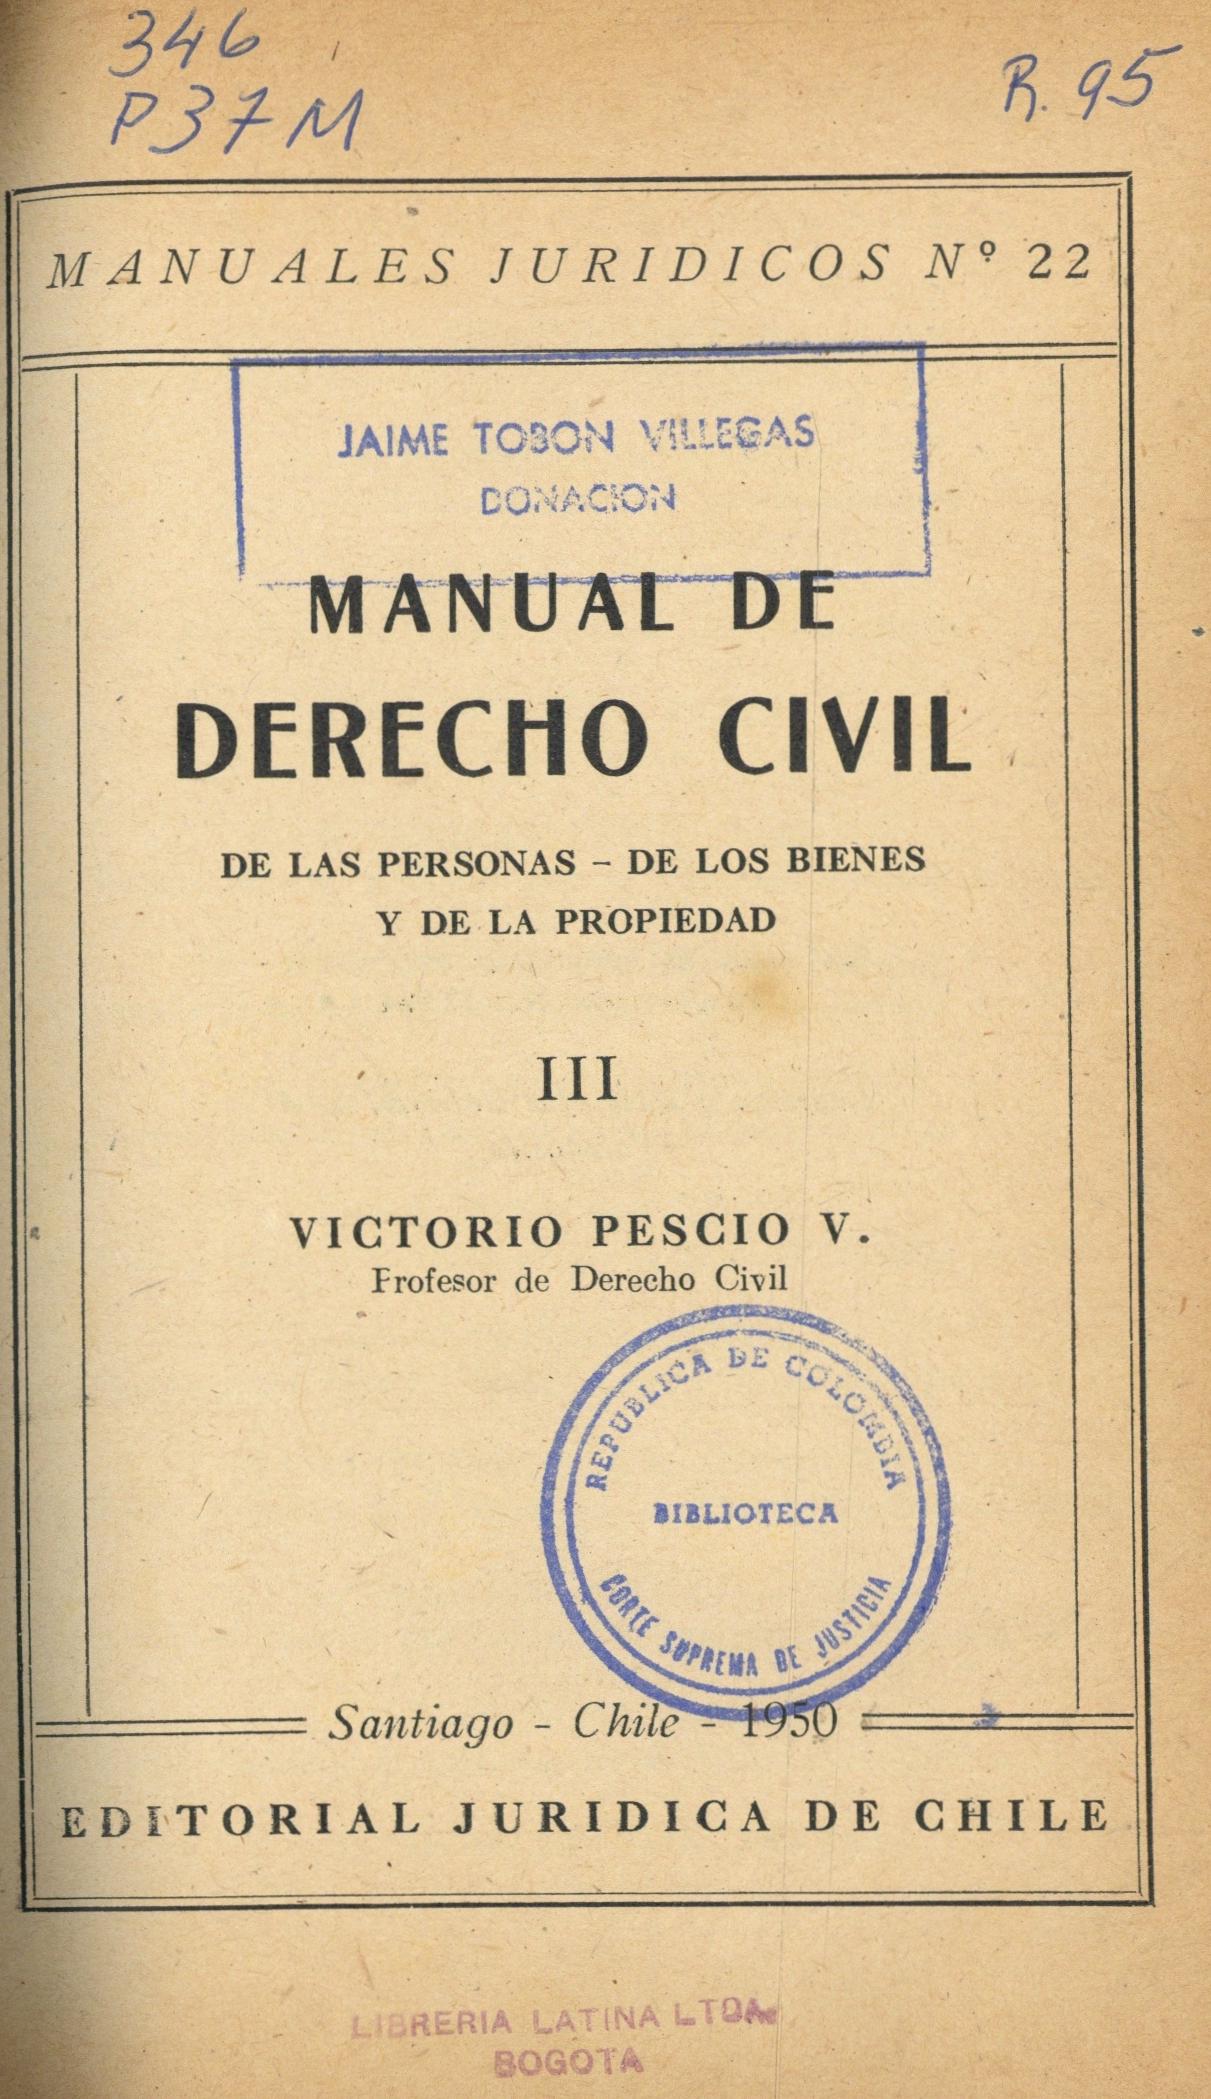 346
P37M
R. 95
MANUALES JURIDICOS Nº 22
JAIME TOBON VILLEGAS
DONACION
MANUAL DE
DERECHO CIVIL
DE LAS PERSONAS – DE LOS BIENES
Y DE LA PROPIEDAD
III
VICTORIO PESCIO V.
Profesor de Derecho Civil
REPUBLICA DE COLOMBIA
BIBLIOTECA
CORTE SUPREMA DE JUSTICIA
Santiago - Chile - 1950
EDITORIAL JURIDICA DE CHILE
LIBRERIA LATINA LTDA.
BOGOTA